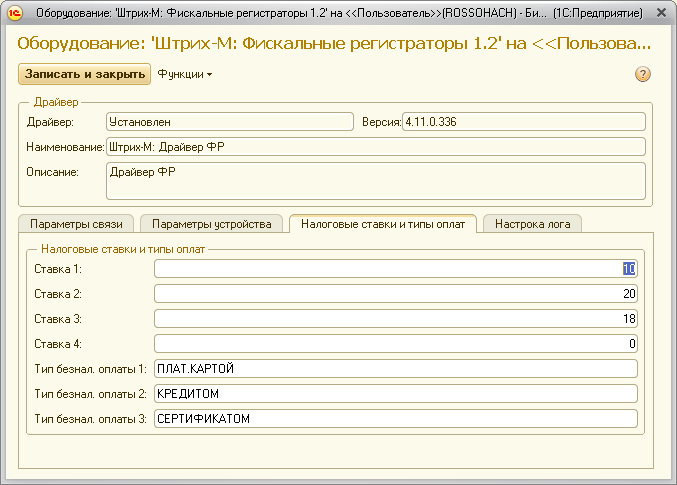 Оборудование: 'Штрих-М: Фискальные регистраторы 1.2' на <<Пользователь>>(ROSSOHACH) - Би... (1С:Предприятие)
Оборудование: 'Штрих-М: Фискальные регистраторы 1.2' на <<Пользова...
Записать и закрыть Функции
Драйвер
Драйвер: Установлен Версия: 4.11.0.336
Наименование: Штрих-М: Драйвер ФР
Описание: Драйвер ФР
Параметры связи Параметры устройства Налоговые ставки и типы оплат Настрока лога
Налоговые ставки и типы оплат
Ставка 1: 10
Ставка 2: 20
Ставка 3: 18
Ставка 4: 0
Тип безнал. оплаты 1: ПЛАТ.КАРТОЙ
Тип безнал. оплаты 2: КРЕДИТОМ
Тип безнал. оплаты 3: СЕРТИФИКАТОМ